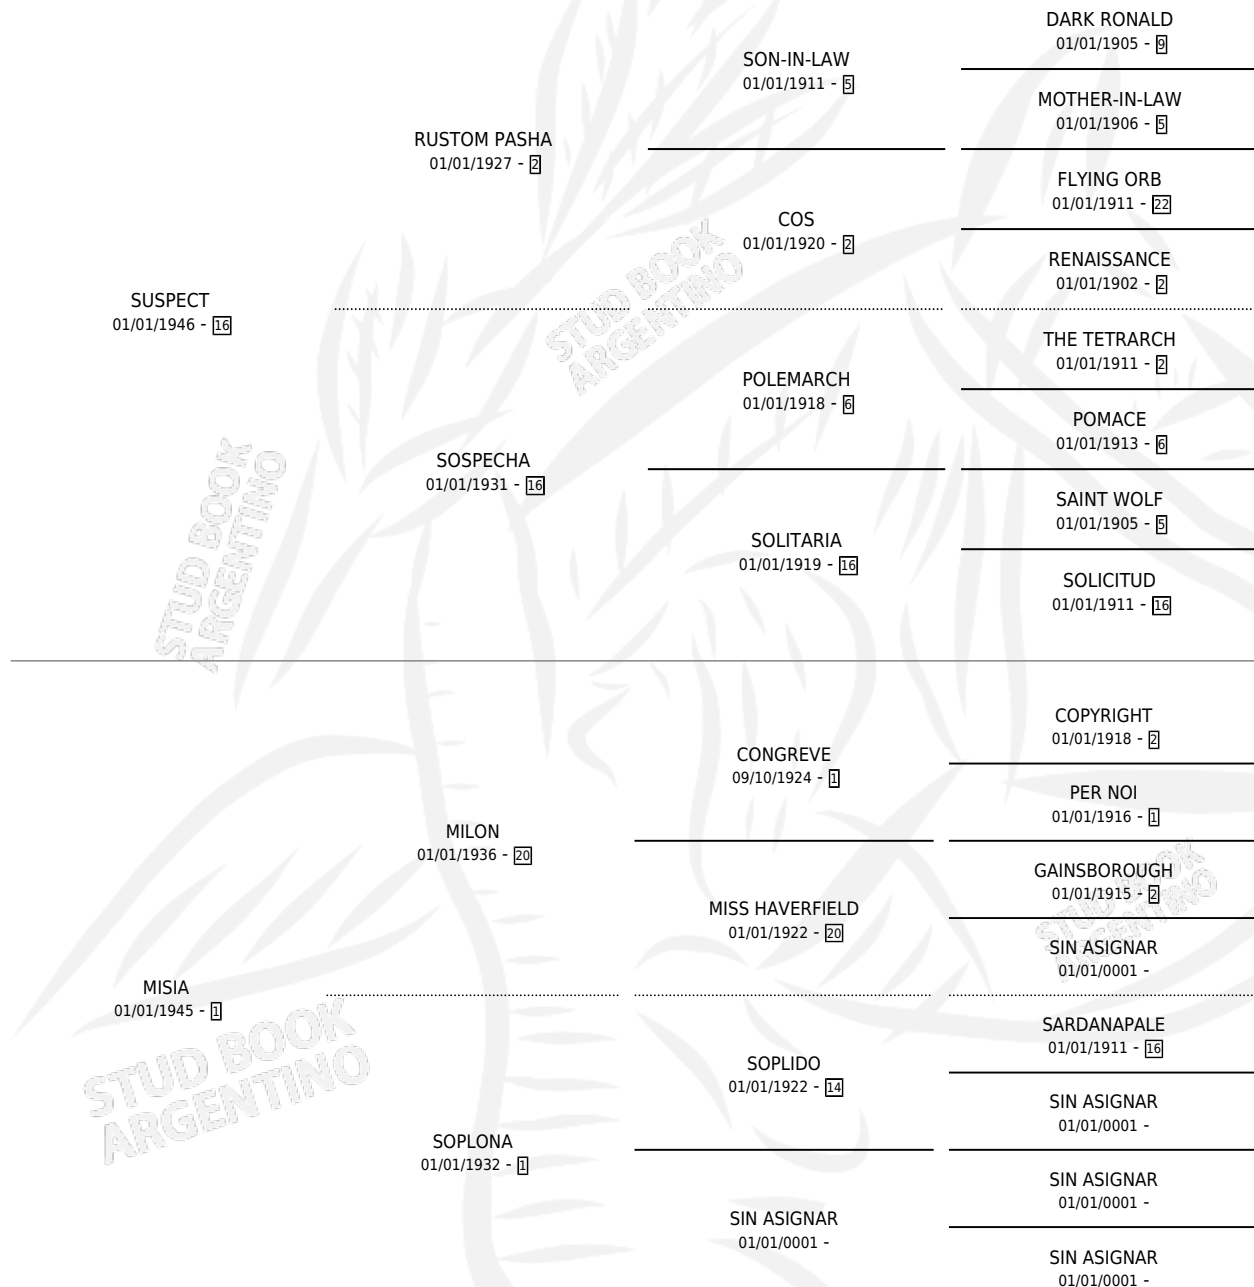 SUSPECT
01/01/1946 - 16
RUSTOM PASHA
01/01/1927 - 2
SON-IN-LAW
01/01/1911 - 5
DARK RONALD
01/01/1905 - 9
MOTHER-IN-LAW
01/01/1906 - 5
COS
01/01/1920 - 2
FLYING ORB
01/01/1911 - 22
RENAISSANCE
01/01/1902 - 2
SOSPECHA
01/01/1931 - 16
POLEMARCH
01/01/1918 - 6
THE TETRARCH
01/01/1911 - 2
POMACE
01/01/1913 - 6
SOLITARIA
01/01/1919 - 16
SAINT WOLF
01/01/1905 - 5
SOLICITUD
01/01/1911 - 16
MISIA
01/01/1945 - 1
MILON
01/01/1936 - 20
CONGREVE
09/10/1924 - 1
COPYRIGHT
01/01/1918 - 2
PER NOI
01/01/1916 - 1
MISS HAVERFIELD
01/01/1922 - 20
GAINSBOROUGH
01/01/1915 - 2
SIN ASIGNAR
01/01/0001 -
SOPLONA
01/01/1932 - 1
SOPLIDO
01/01/1922 - 14
SARDANAPALE
01/01/1911 - 16
SIN ASIGNAR
01/01/0001 -
SIN ASIGNAR
01/01/0001 -
SIN ASIGNAR
01/01/0001 -
SIN ASIGNAR
01/01/0001 -
STUD BOOK
ARGENTINO
STUD BOOK
ARGENTINO
STUD BOOK
ARGENTINO
STUD BOOK
ARGENTINO